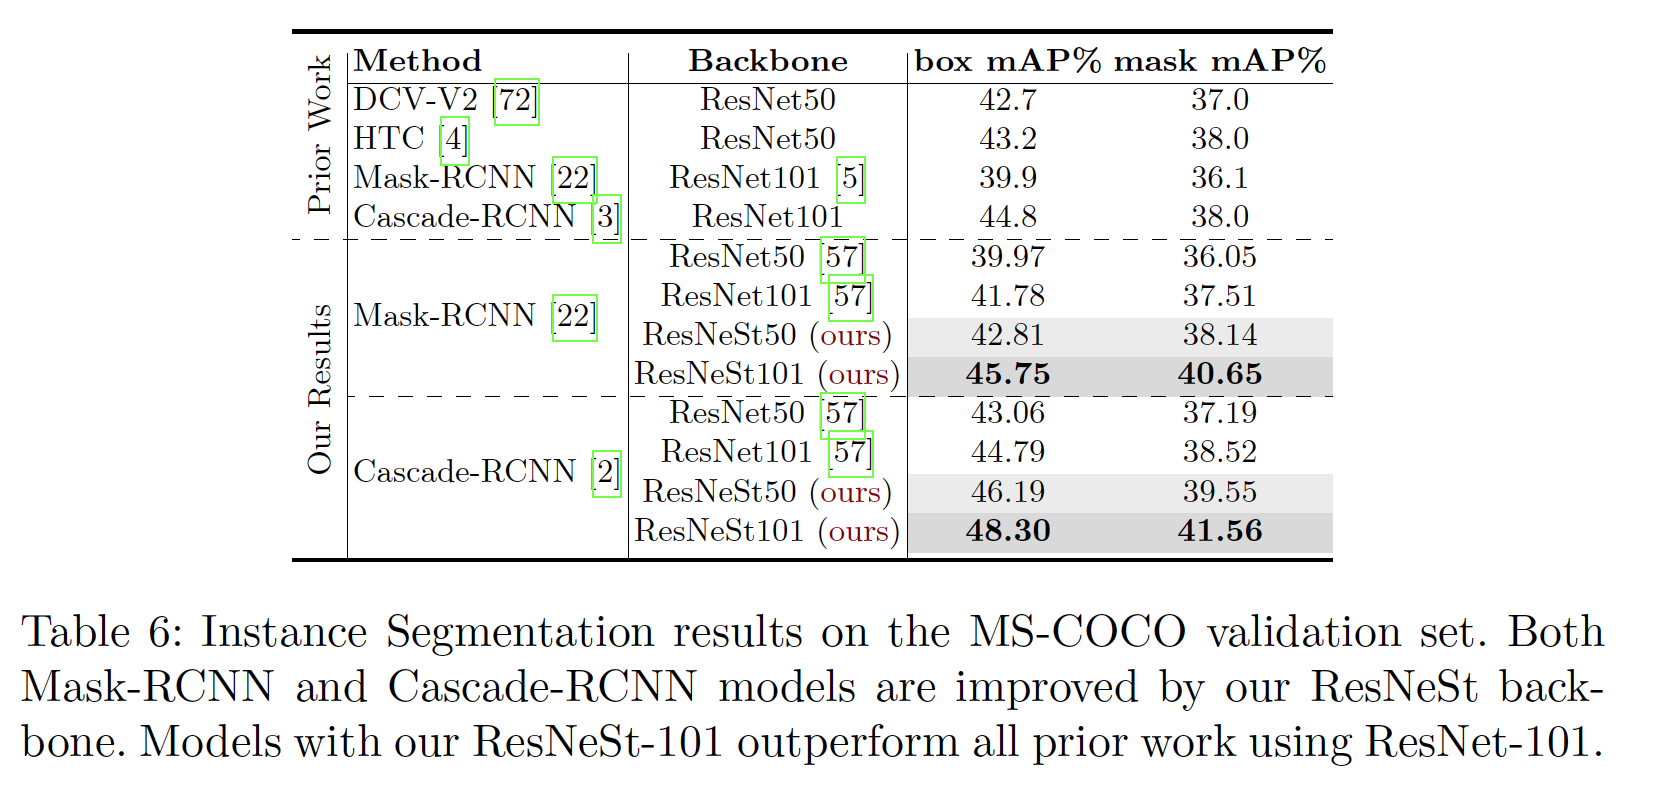 Method Backbone box mAP% mask mAP%
Prior Work
DCV-V2 [72] ResNet50 42.7 37.0
HTC [4] ResNet50 43.2 38.0
Mask-RCNN [22] ResNet101 [5] 39.9 36.1
Cascade-RCNN [3] ResNet101 44.8 38.0
Our Results
Mask-RCNN [22]
ResNet50 [57] 39.97 36.05
ResNet101 [57] 41.78 37.51
ResNeSt50 (ours) 42.81 38.14
ResNeSt101 (ours) 45.75 40.65
Cascade-RCNN [2]
ResNet50 [57] 43.06 37.19
ResNet101 [57] 44.79 38.52
ResNeSt50 (ours) 46.19 39.55
ResNeSt101 (ours) 48.30 41.56
Table 6: Instance Segmentation results on the MS-COCO validation set. Both
Mask-RCNN and Cascade-RCNN models are improved by our ResNeSt back-
bone. Models with our ResNeSt-101 outperform all prior work using ResNet-101.